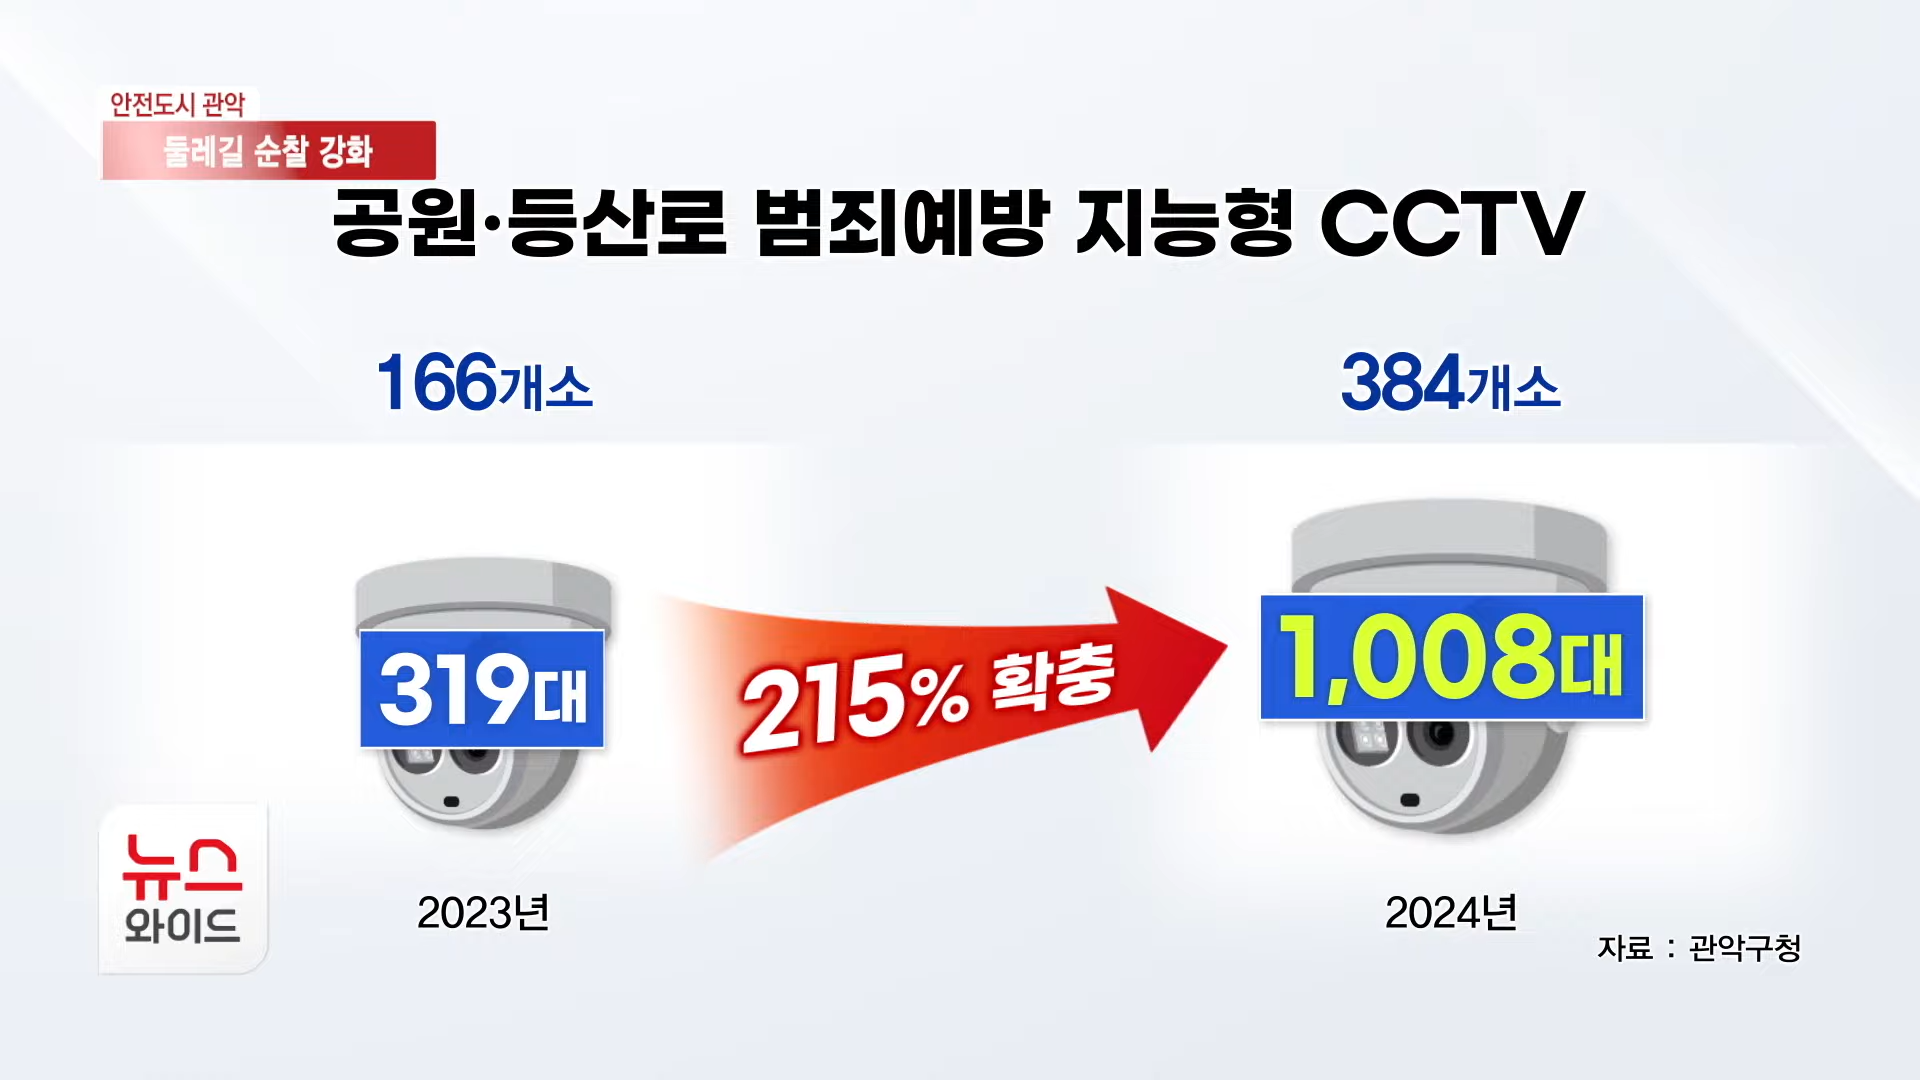 안전도시 관악
둘레길 순찰 강화
공원·등산로 범죄예방 지능형 CCTV
166개소
384개소
319대
215% 확충
1,008대
2023년
2024년
자료 : 관악구청
뉴스
와이드